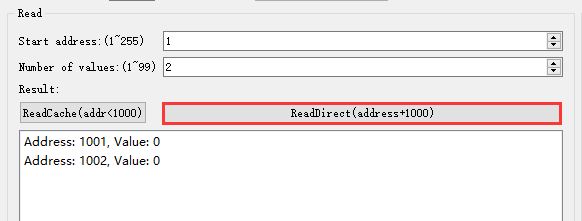 Read
Start address:(1~255) 1
Number of values:(1~99) 2
Result:
ReadCache(addr<1000) ReadDirect(address+1000)
Address: 1001, Value: 0
Address: 1002, Value: 0